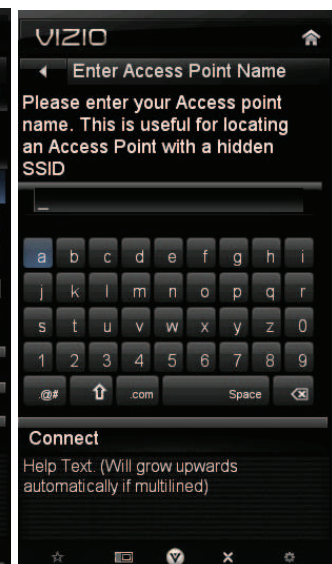 VIZIO
Enter Access Point Name
Please enter your Access point
name. This is useful for locating
an Access Point with a hidden
SSID
_
a b c d e f g h i
j k l m n o p q r
s t u v w x y z 0
1 2 3 4 5 6 7 8 9
.@# .com Space
Connect
Help Text. (Will grow upwards
automatically if multilined)
V